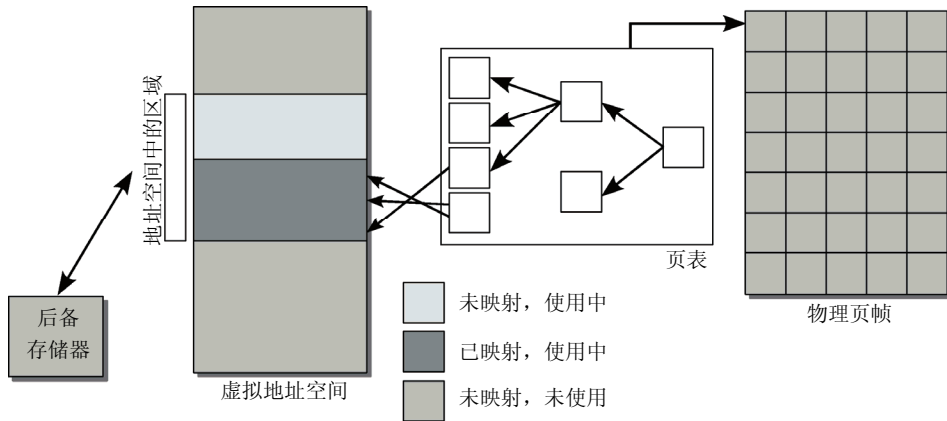 地址空间中的区域
后备
存储器
虚拟地址空间
页表
物理页帧
未映射，使用中
已映射，使用中
未映射，未使用